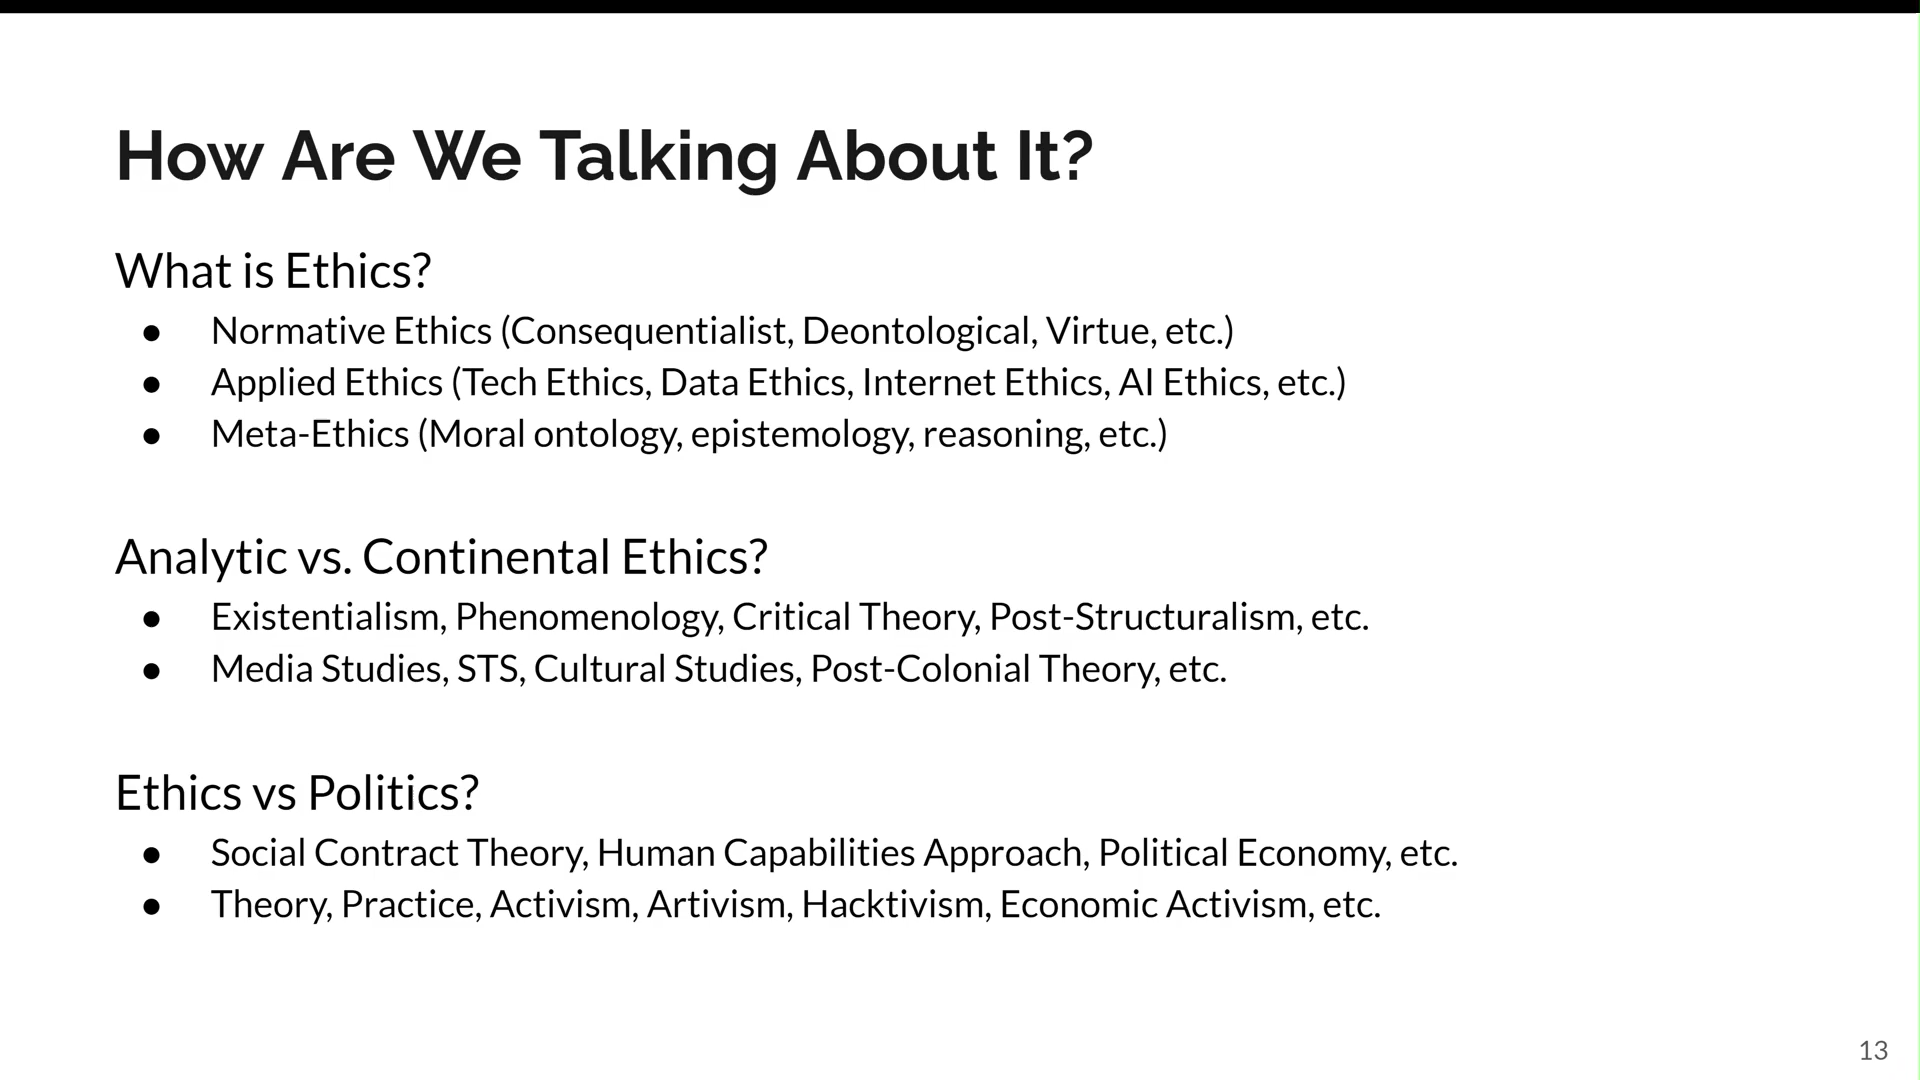 How Are We Talking About It?
What is Ethics?
● Normative Ethics (Consequentialist, Deontological, Virtue, etc.)
● Applied Ethics (Tech Ethics, Data Ethics, Internet Ethics, AI Ethics, etc.)
● Meta-Ethics (Moral ontology, epistemology, reasoning, etc.)
Analytic vs. Continental Ethics?
● Existentialism, Phenomenology, Critical Theory, Post-Structuralism, etc.
● Media Studies, STS, Cultural Studies, Post-Colonial Theory, etc.
Ethics vs Politics?
● Social Contract Theory, Human Capabilities Approach, Political Economy, etc.
● Theory, Practice, Activism, Artivism, Hacktivism, Economic Activism, etc.
13